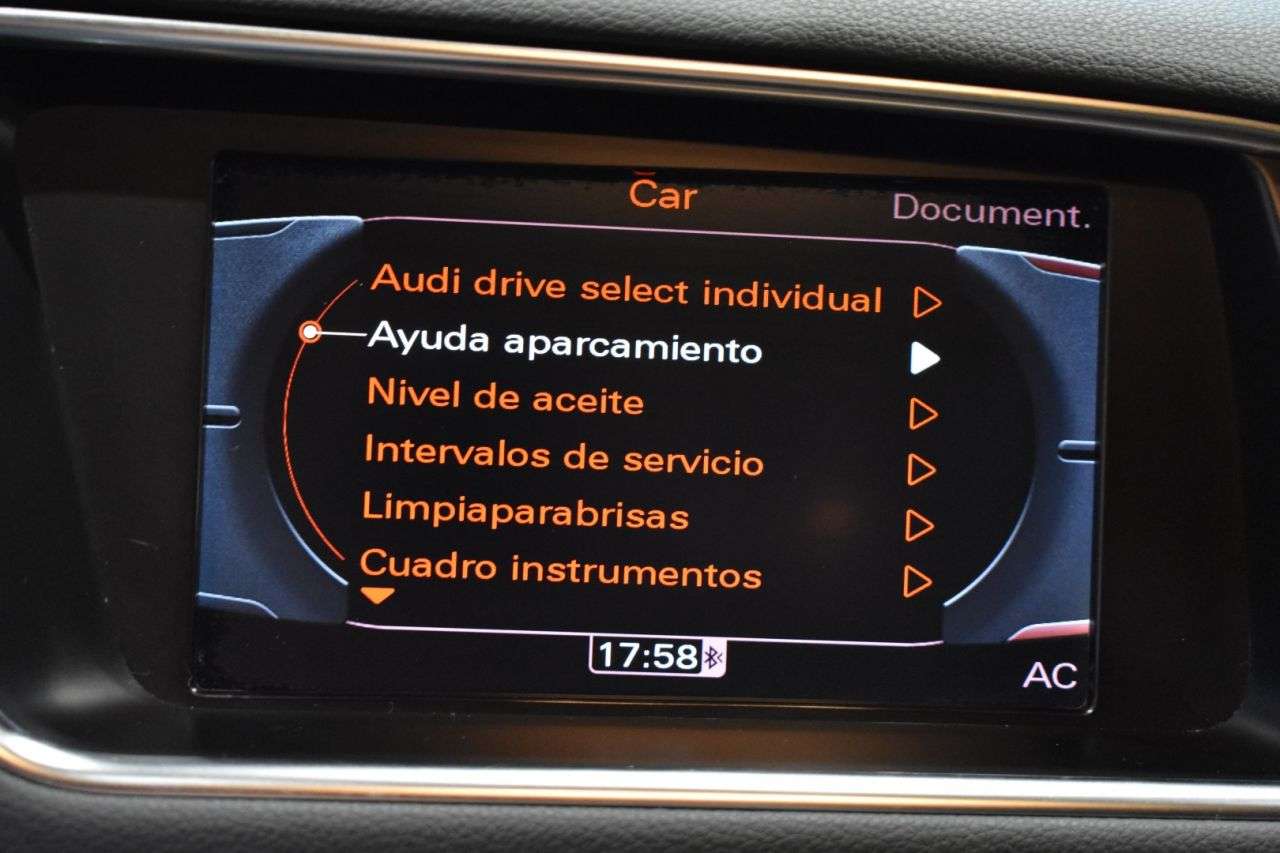 Car
Document.
Audi drive select individual
Ayuda aparcamiento
Nivel de aceite
Intervalos de servicio
Limpiaparabrisas
Cuadro instrumentos
17:58
AC